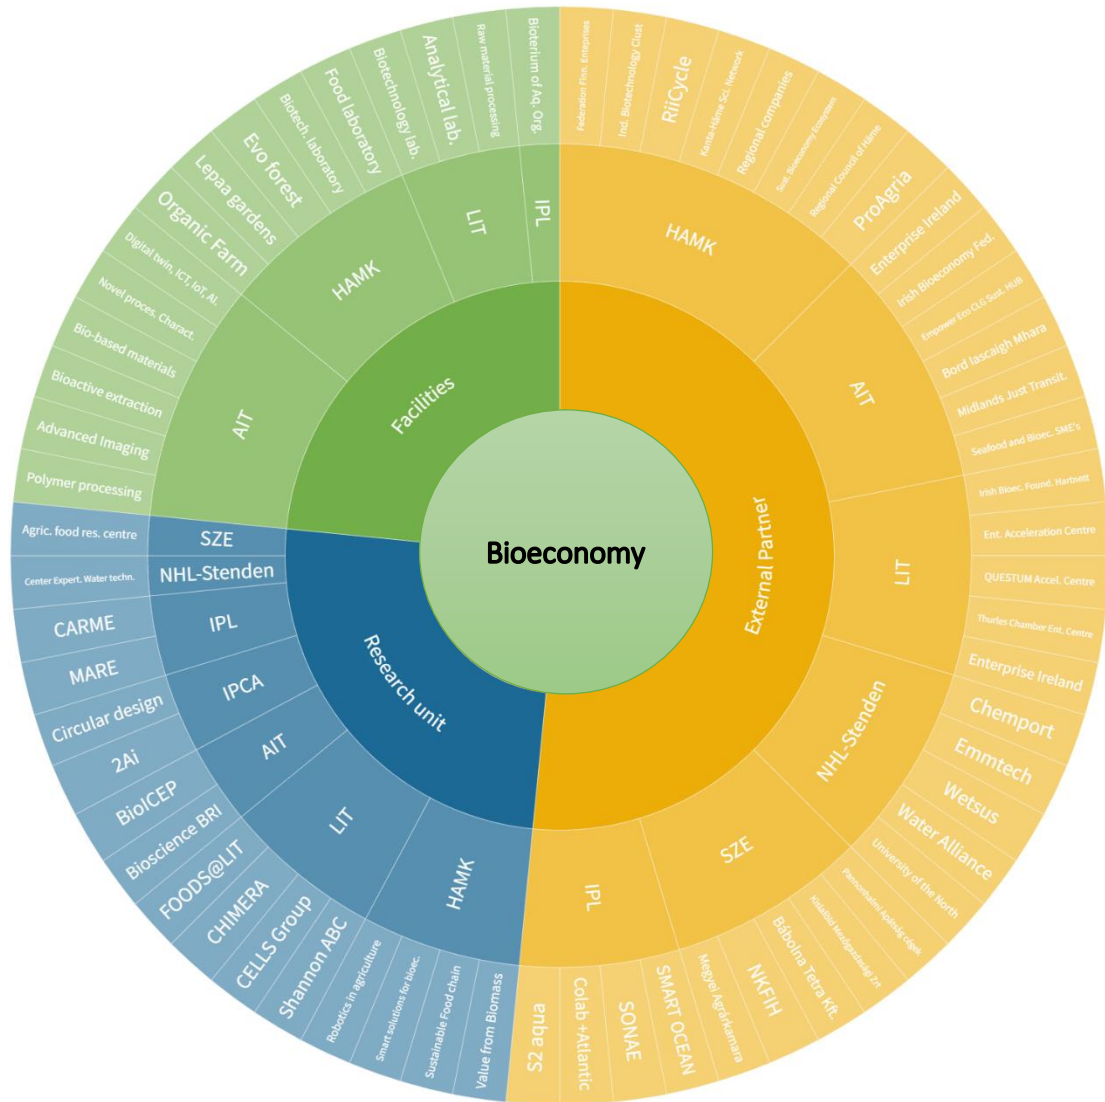 Bioeconomy
External Partner
HAMK
Federation Finn. Enteprises
Ind. Biotechnology Clust
RiiCycle
Kanta-Häme Sci. Network
Regional companies
Sust. Bioeconomy Ecosystem
Regional Council of Häme
ProAgria
AIT
Enterprise Ireland
Irish Bioeconomy Fed.
Empower Eco CLG Sust. HUB
Bord Iascaigh Mhara
Midlands Just Transit.
Seafood and Bioec. SME's
LIT
Irish Bioec. Found. Hartnett
Ent. Acceleration Centre
QUESTUM Accel. Centre
Thurles Chamber Ent. Centre
Enterprise Ireland
NHL-Stenden
Chemport
Emmtech
Wetsus
Water Alliance
University of the North
SZE
Pannonhalmi Apátság cégek
Kisalföld Mezőgazdasági Zrt
Bábolna Tetra Kft.
NKFIH
Megyei Agrárkamara
IPL
SMART OCEAN
SONAE
Colab +Atlantic
S2 aqua
Research unit
HAMK
Value from Biomass
Sustainable Food chain
Smart solutions for bioec.
Robotics in agriculture
LIT
Shannon ABC
CELLS Group
CHIMERA
FOODS@LIT
AIT
Bioscience BRI
BioICEP
IPCA
2Ai
Circular design
IPL
MARE
CARME
NHL-Stenden
Center Expert. Water techn.
SZE
Agric. food res. centre
Facilities
AIT
Polymer processing
Advanced Imaging
Bioactive extraction
Bio-based materials
Novel proces. Charact.
Digital twin, ICT, IoT, AI.
HAMK
Organic Farm
Lepaa gardens
Evo forest
Biotech. laboratory
Food laboratory
LIT
Biotechnology lab.
Analytical lab.
Raw material processing
IPL
Bioterium of Aq. Org.